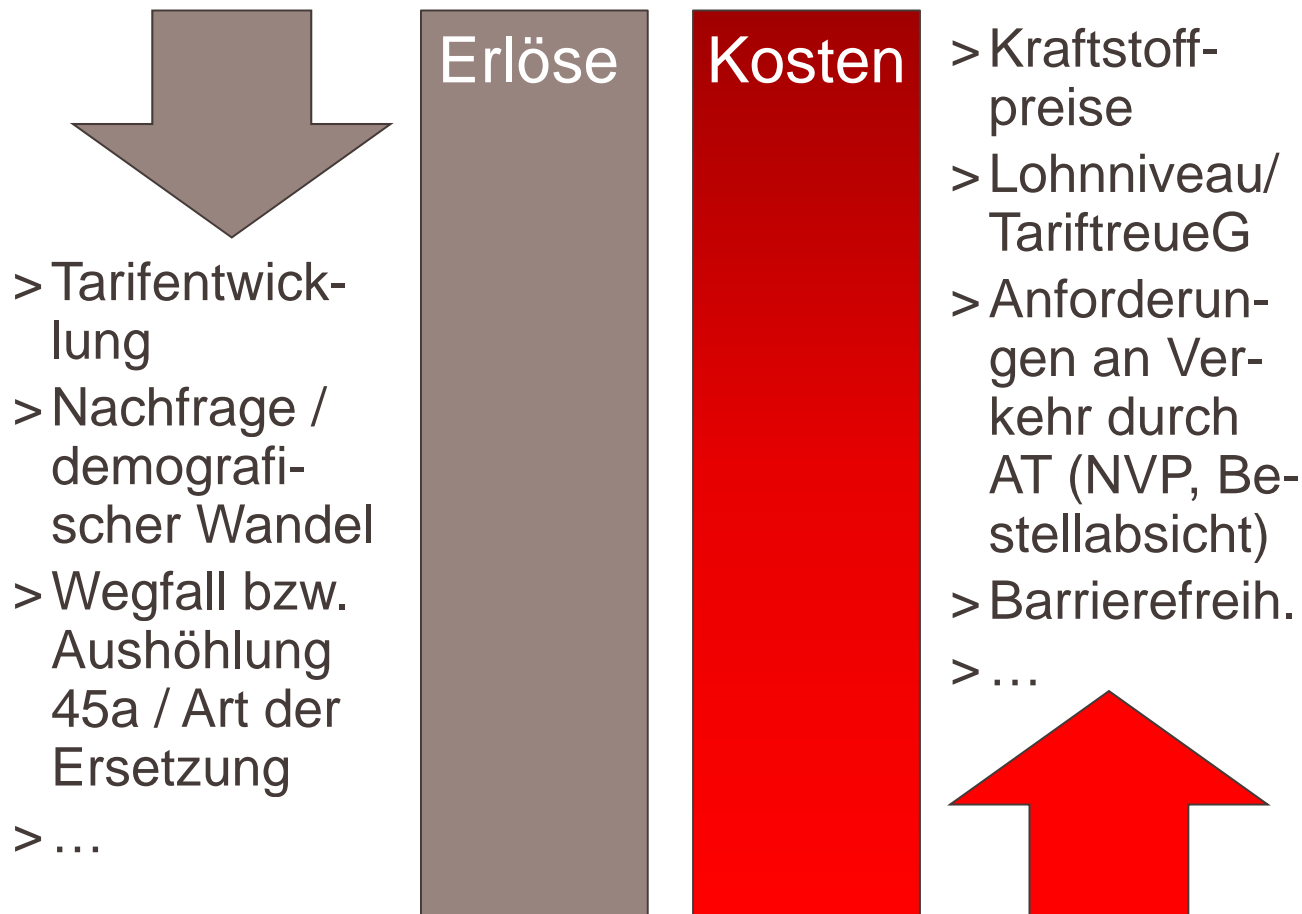 Erlöse
Kosten
> Tarifentwick-
lung
> Nachfrage /
demografi-
scher Wandel
> Wegfall bzw.
Aushöhlung
45a / Art der
Ersetzung
> …
> Kraftstoff-
preise
> Lohnniveau/
TariftreueG
> Anforderun-
gen an Ver-
kehr durch
AT (NVP, Be-
stellabsicht)
> Barrierefreih.
> …